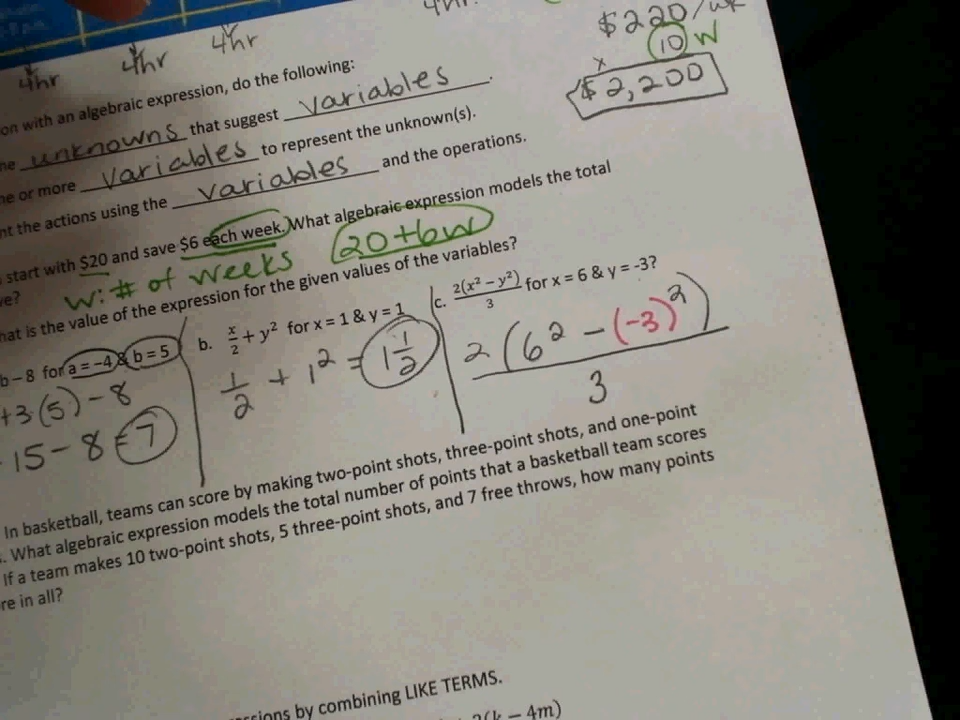 4hr 4hr 4hr 4hr
$220/wk
x 10 w
$2,200
on with an algebraic expression, do the following:
ne unknowns that suggest variables.
ne or more variables to represent the unknown(s).
nt the actions using the variables and the operations.
start with $20 and save $6 each week. What algebraic expression models the total
ve? w: # of weeks 20+6w
hat is the value of the expression for the given values of the variables?
b – 8 for a = –4 & b = 5
+3(5) - 8
15 - 8 = 7
b. x/2 + y² for x = 1 & y = 1
1/2 + 1² = 1 1/2
c. 2(x² – y²)/3 for x = 6 & y = -3?
2(6² - (-3)²)
3
In basketball, teams can score by making two-point shots, three-point shots, and one-point
. What algebraic expression models the total number of points that a basketball team scores
If a team makes 10 two-point shots, 5 three-point shots, and 7 free throws, how many points
re in all?
ssions by combining LIKE TERMS.
2(k – 4m)